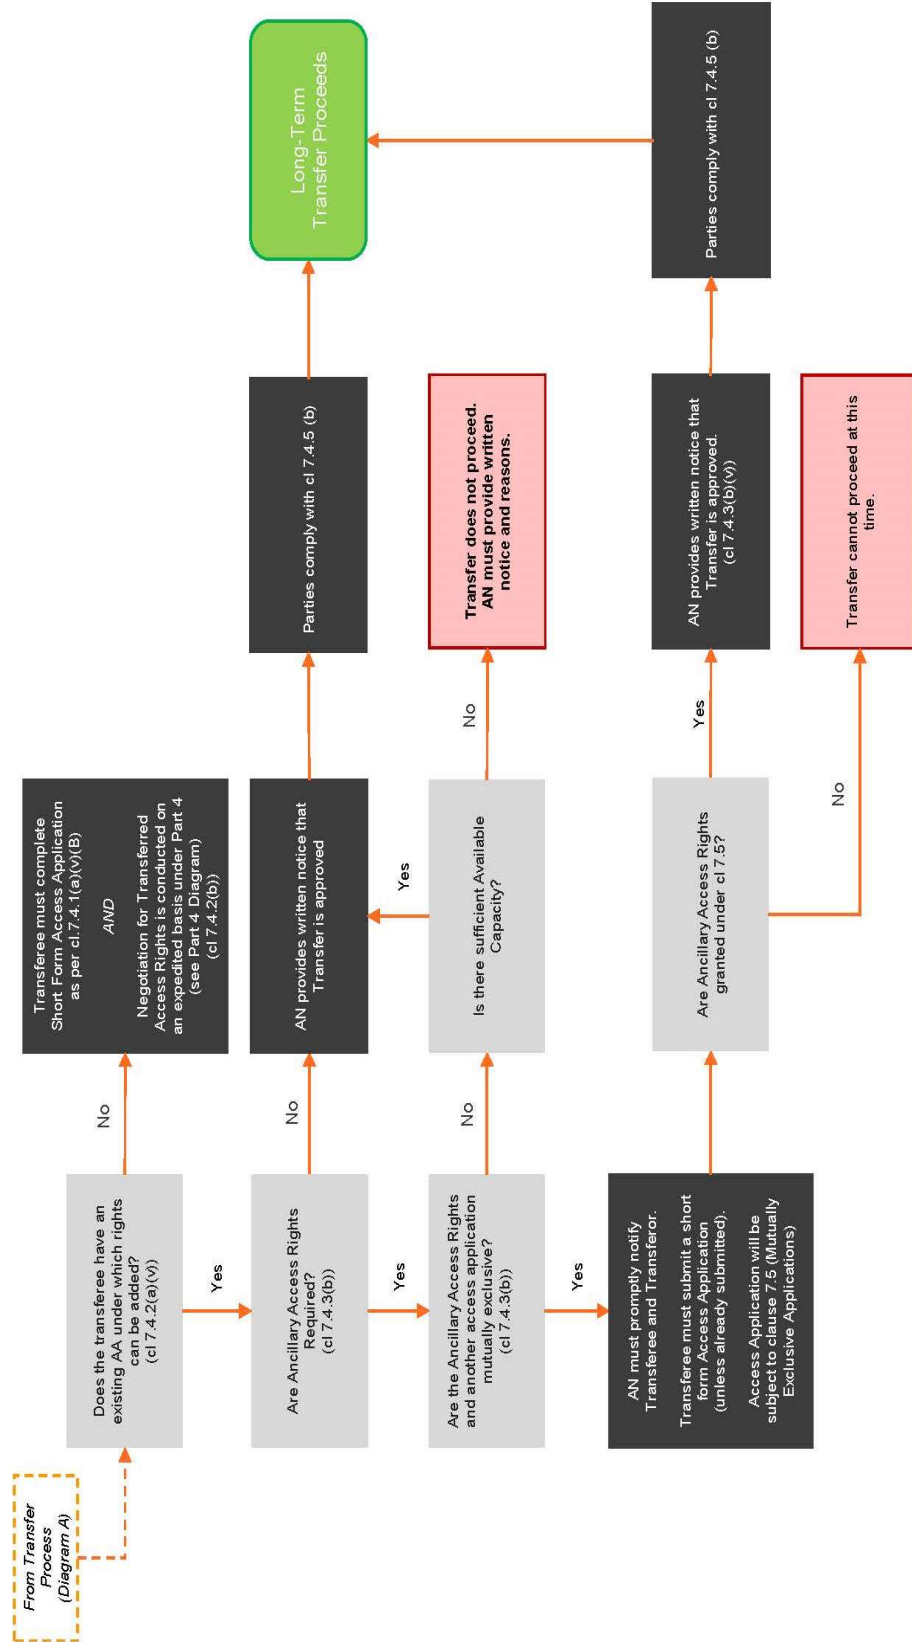 From Transfer
Process
(Diagram A)
Does the transferee have an
existing AA under which rights
can be added?
(cl 7.4.2(a)(v))
No
Transferee must complete
Short Form Access Application
as per cl.7.4.1(a)(v)(B)
AND
Negotiation for Transferred
Access Rights is conducted on
an expedited basis under Part 4
(see Part 4 Diagram)
(cl 7.4.2(b))
Yes
Are Ancillary Access Rights
Required?
(cl 7.4.3(b))
No
AN provides written notice that
Transfer is approved
Parties comply with cl 7.4.5 (b)
Long-Term
Transfer Proceeds
Yes
Are the Ancillary Access Rights
and another access application
mutually exclusive?
(cl 7.4.3(b))
No
Is there sufficient Available
Capacity?
Yes
No
Transfer does not proceed.
AN must provide written
notice and reasons.
Yes
AN must promptly notify
Transferee and Transferor.
Transferee must submit a short
form Access Application
(unless already submitted).
Access Application will be
subject to clause 7.5 (Mutually
Exclusive Applications)
Are Ancillary Access Rights
granted under cl 7.5?
Yes
AN provides written notice that
Transfer is approved.
(cl 7.4.3(b)(v))
Parties comply with cl 7.4.5 (b)
No
Transfer cannot proceed at this
time.